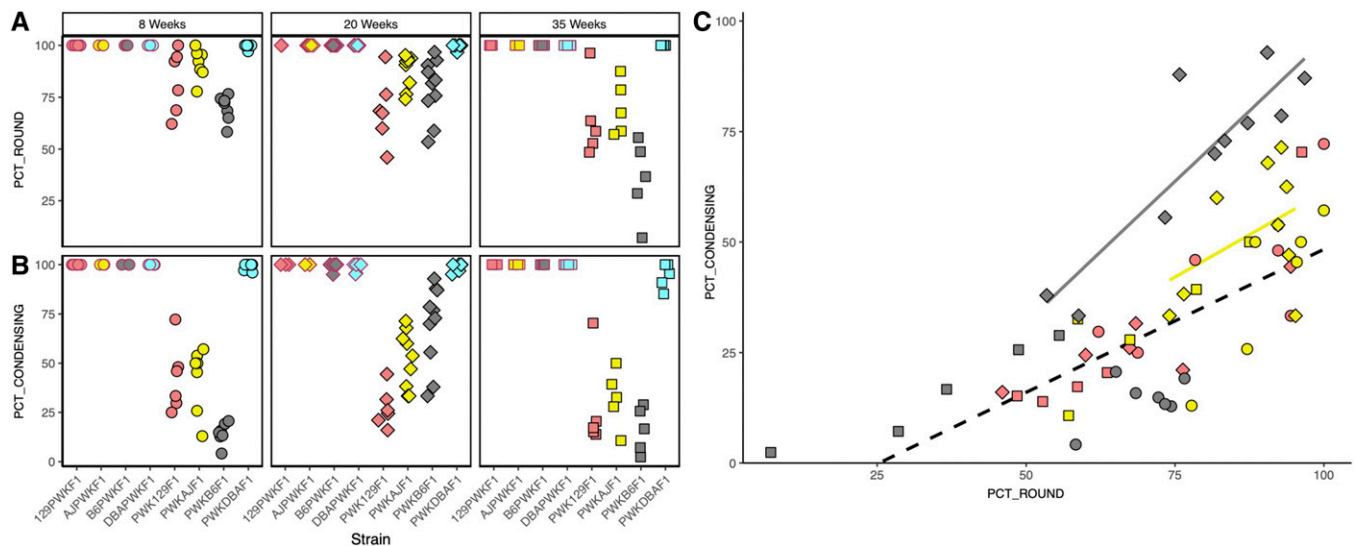 A
8 Weeks
20 Weeks
35 Weeks
PCT_ROUND
100
75
50
25
B
PCT_CONDENSING
100
75
50
25
0
129PWKF1
AJPWKF1
B6PWKF1
DBAPWKF1
PWK129F1
PWKAJF1
PWKB6F1
PWKDBAF1
129PWKF1
AJPWKF1
B6PWKF1
DBAPWKF1
PWK129F1
PWKAJF1
PWKB6F1
PWKDBAF1
129PWKF1
AJPWKF1
B6PWKF1
DBAPWKF1
PWK129F1
PWKAJF1
PWKB6F1
PWKDBAF1
Strain
C
PCT_CONDENSING
100
75
50
25
0
25
50
75
100
PCT_ROUND